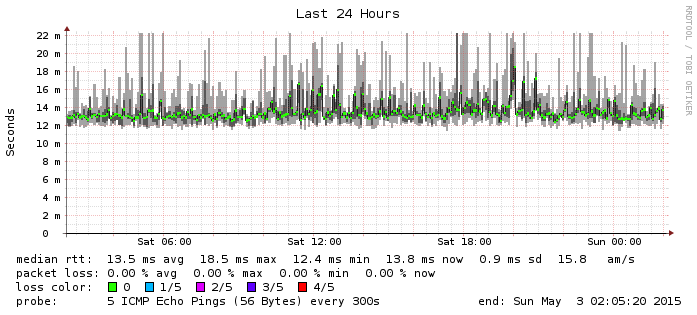 Last 24 Hours
RRDTOOL / TOBI OETIKER
Seconds
22 m
20 m
18 m
16 m
14 m
12 m
10 m
8 m
6 m
4 m
2 m
0
Sat 06:00 Sat 12:00 Sat 18:00 Sun 00:00
median rtt: 13.5 ms avg 18.5 ms max 12.4 ms min 13.8 ms now 0.9 ms sd 15.8 am/s
packet loss: 0.00 % avg 0.00 % max 0.00 % min 0.00 % now
loss color: 0 1/5 2/5 3/5 4/5
probe: 5 ICMP Echo Pings (56 Bytes) every 300s end: Sun May 3 02:05:20 2015